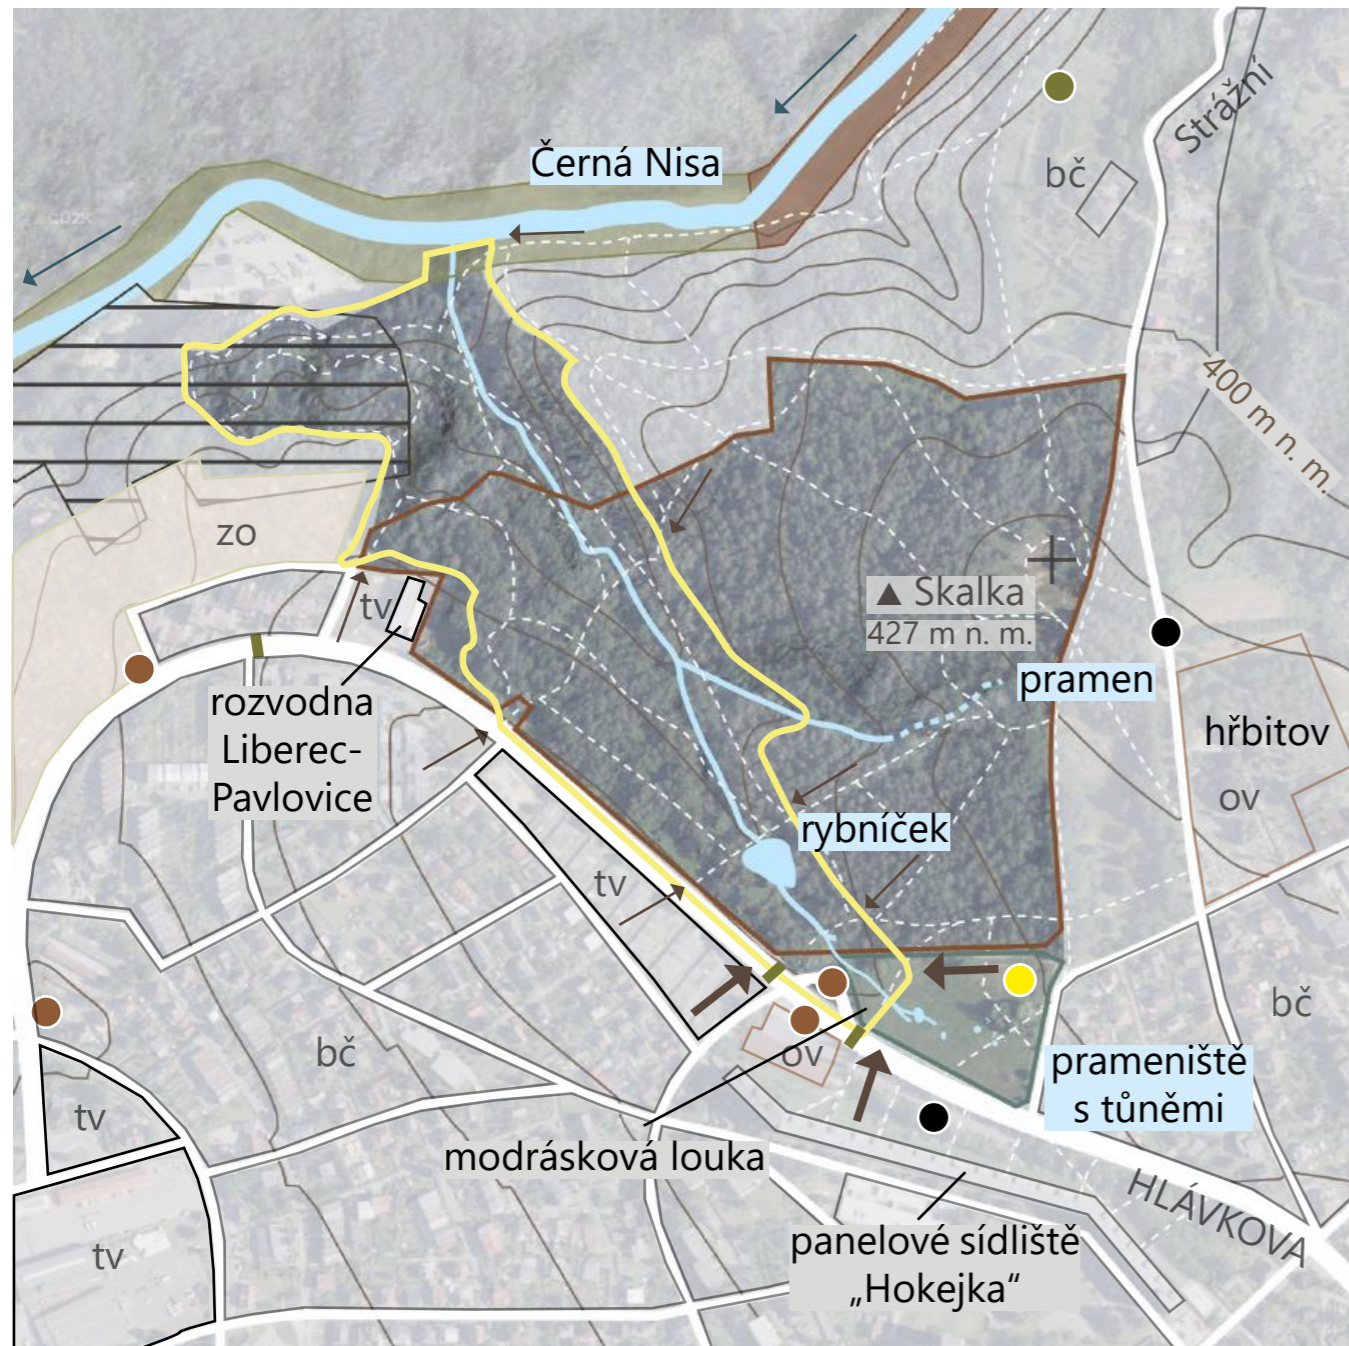 Strážní
Černá Nisa
bč
400 m n. m.
zo
▲ Skalka
427 m n. m.
tv
pramen
rozvodna
Liberec-
Pavlovice
hřbitov
ov
rybníček
tv
bč
ov
bč
prameniště
s tůněmi
tv
modrásková louka
HLÁVKOVA
panelové sídliště
„Hokejka“
tv